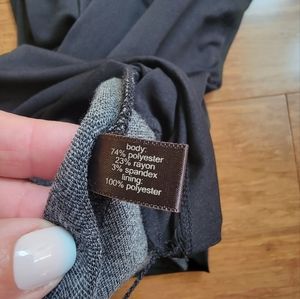 body:
74% polyester
23% rayon
3% spandex
lining:
100% polyester